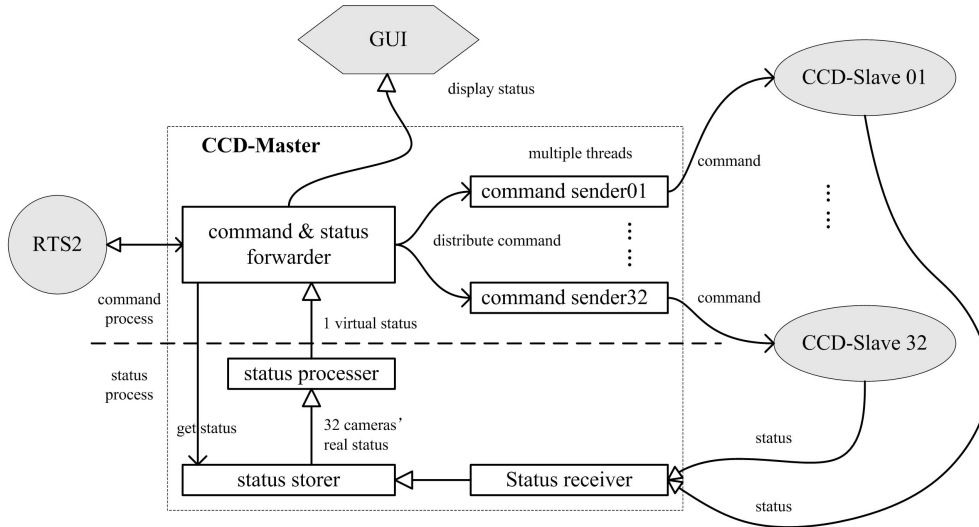 GUI
CCD-Slave 01
display status
CCD-Master
multiple threads
command
command sender01
command & status
forwarder
RTS2
distribute command
command sender32
command
command
process
1 virtual status
CCD-Slave 32
status processer
status
process
32 cameras'
real status
get status
status
status storer
Status receiver
status